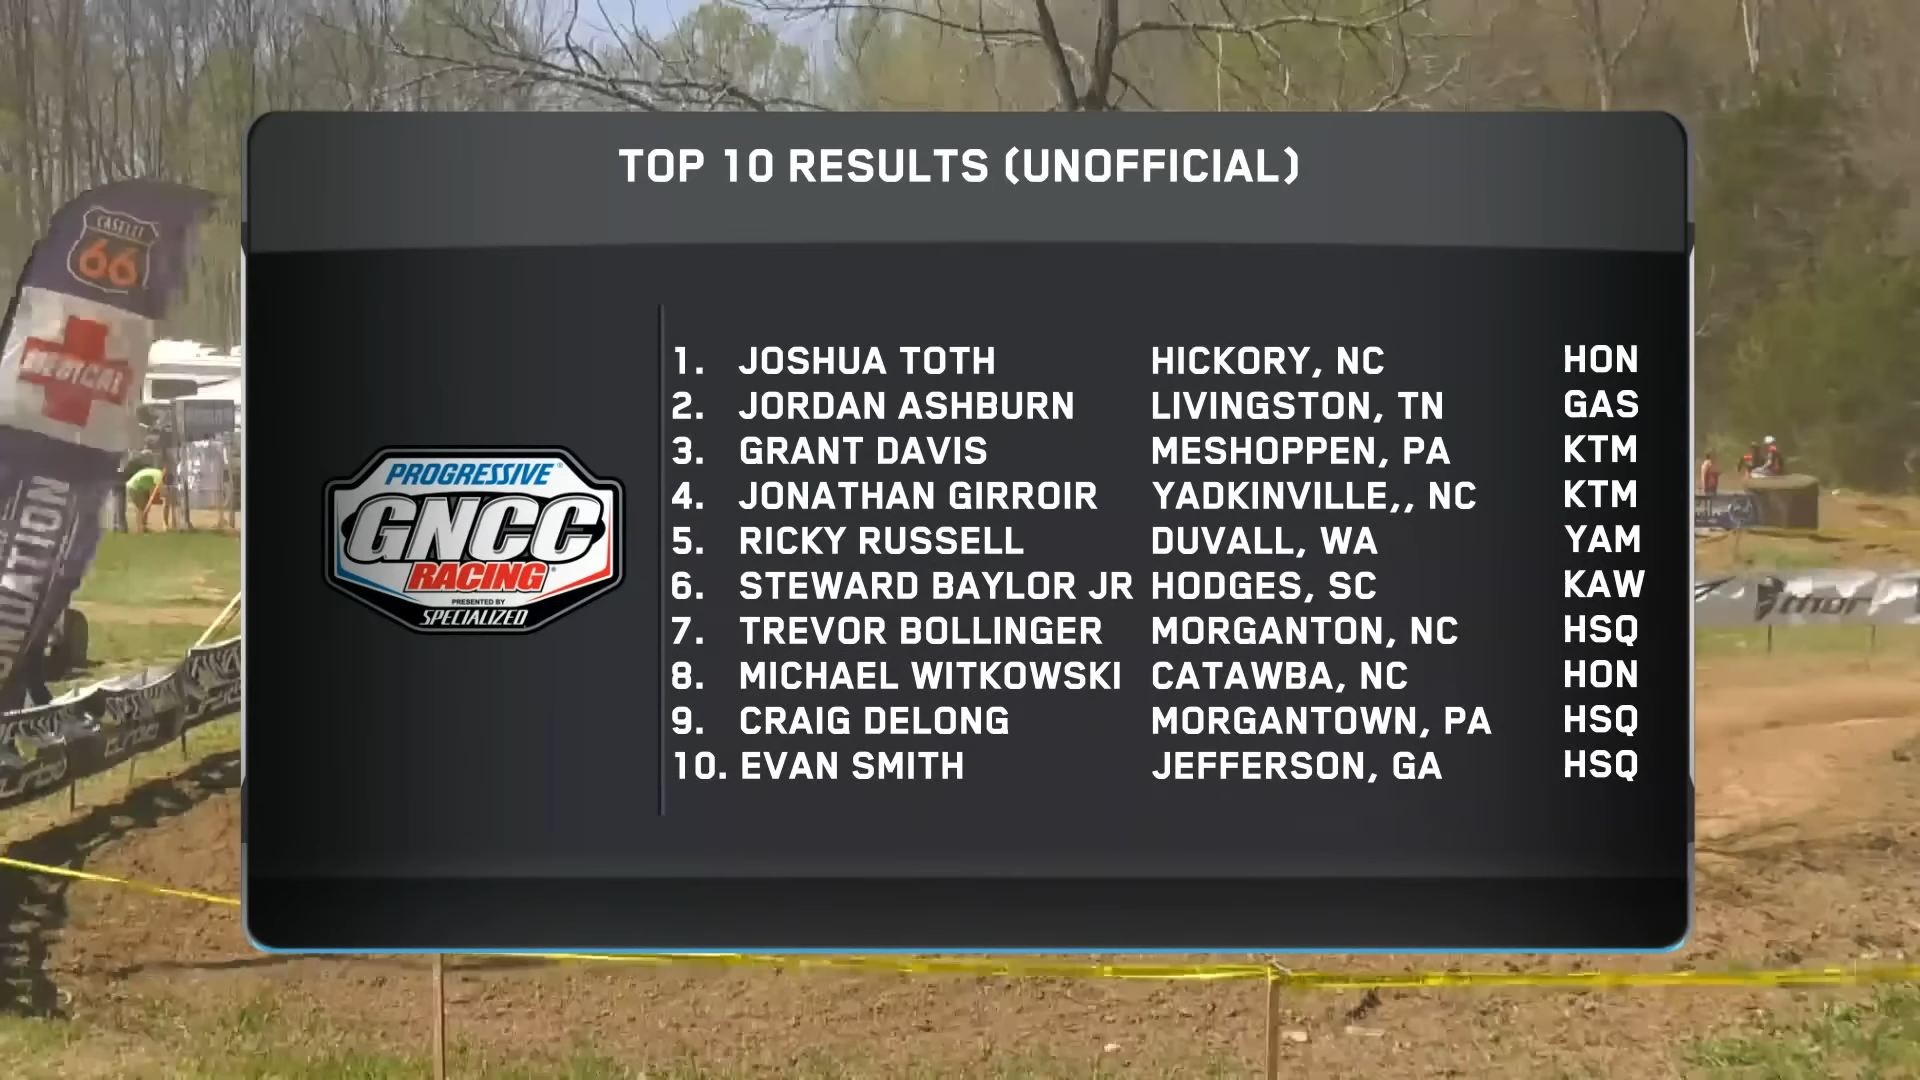 TOP 10 RESULTS (UNOFFICIAL)
1. JOSHUA TOTH HICKORY, NC HON
2. JORDAN ASHBURN LIVINGSTON, TN GAS
3. GRANT DAVIS MESHOPPEN, PA KTM
4. JONATHAN GIRROIR YADKINVILLE,, NC KTM
5. RICKY RUSSELL DUVALL, WA YAM
6. STEWARD BAYLOR JR HODGES, SC KAW
7. TREVOR BOLLINGER MORGANTON, NC HSQ
8. MICHAEL WITKOWSKI CATAWBA, NC HON
9. CRAIG DELONG MORGANTOWN, PA HSQ
10. EVAN SMITH JEFFERSON, GA HSQ
PROGRESSIVE
GNCC
RACING
PRESENTED BY
SPECIALIZED
CASELLI
66
MEDICAL
NDATION
thor